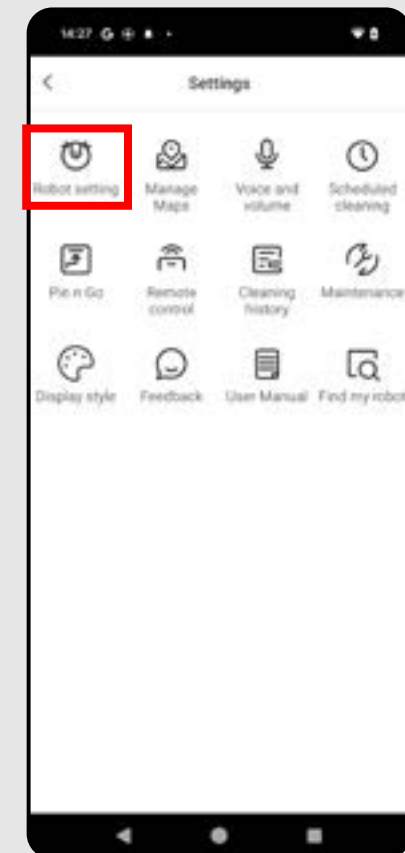 14:27 G
Settings
Robot setting
Manage Maps
Voice and volume
Scheduled cleaning
Pin n Go
Remote control
Cleaning history
Maintenance
Display style
Feedback
User Manual
Find my robot